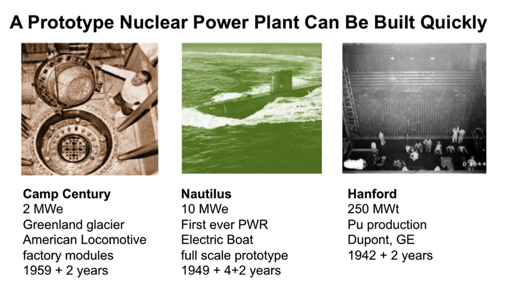 A Prototype Nuclear Power Plant Can Be Built Quickly
Camp Century
2 MWe
Greenland glacier
American Locomotive
factory modules
1959 + 2 years
Nautilus
10 MWe
First ever PWR
Electric Boat
full scale prototype
1949 + 4+2 years
Hanford
250 MWt
Pu production
Dupont, GE
1942 + 2 years